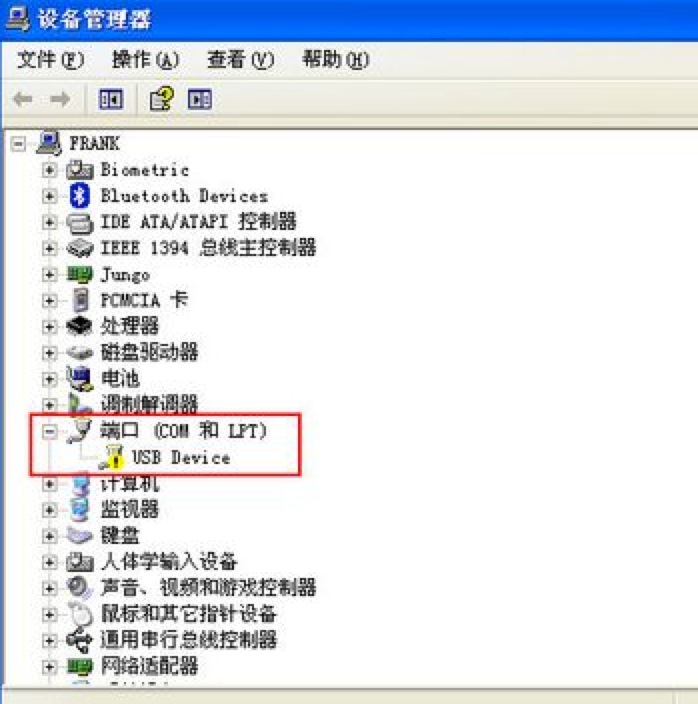 设备管理器
文件(F) 操作(A) 查看(V) 帮助(H)
FRANK
Biometric
Bluetooth Devices
IDE ATA/ATAPI 控制器
IEEE 1394 总线主控制器
Jungo
PCMCIA 卡
处理器
磁盘驱动器
电池
调制解调器
端口 (COM 和 LPT)
USB Device
计算机
监视器
键盘
人体学输入设备
声音、视频和游戏控制器
鼠标和其它指针设备
通用串行总线控制器
网络适配器